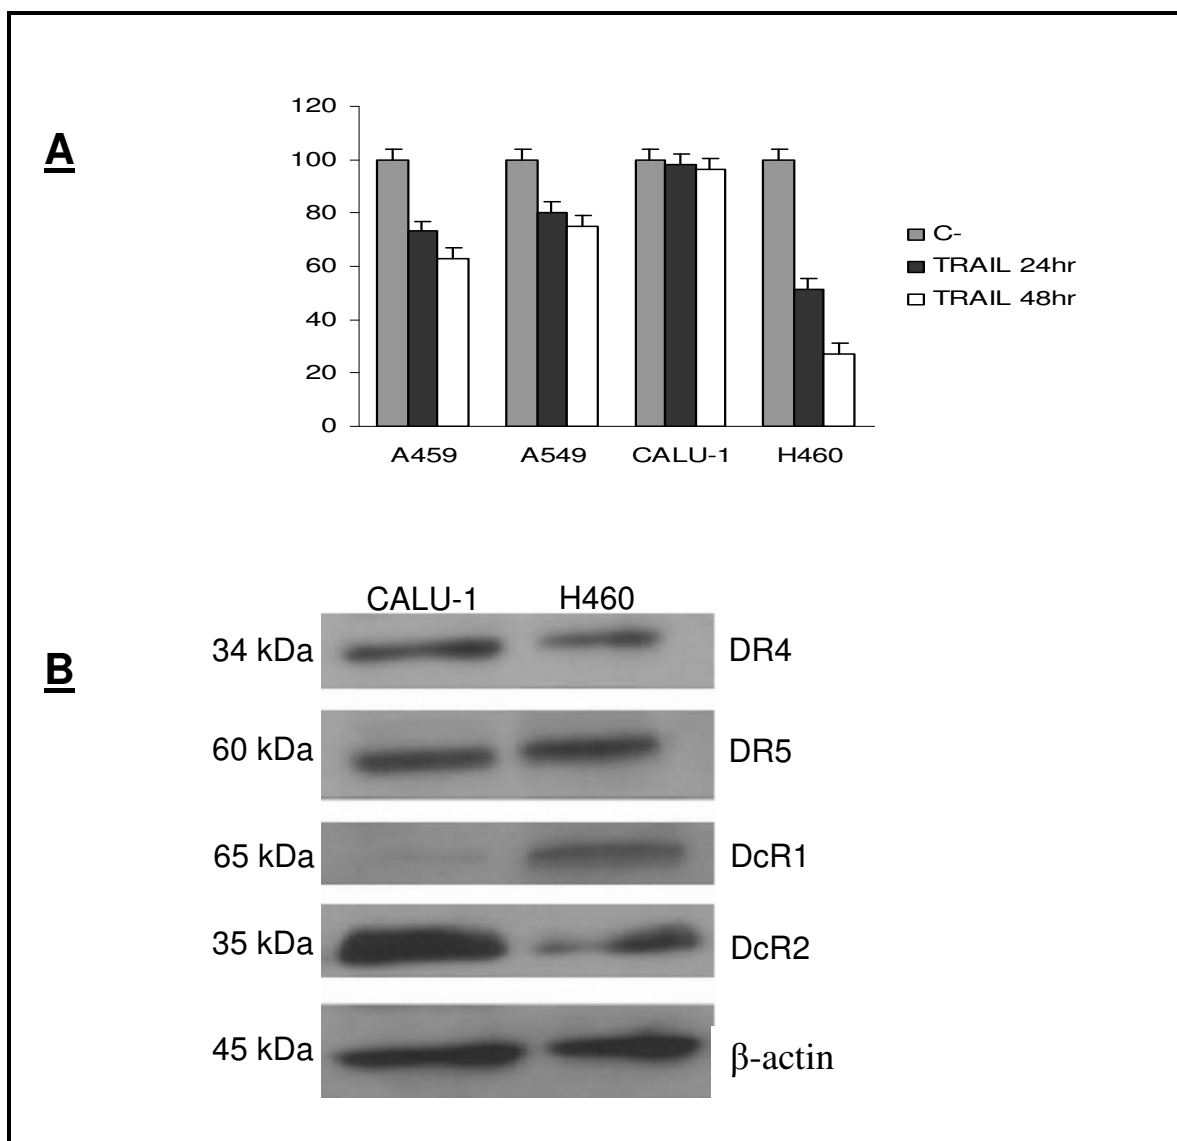 A
120
100
80
60
40
20
0
A459 A549 CALU-1 H460
C-
TRAIL 24hr
TRAIL 48hr
B
CALU-1 H460
34 kDa DR4
60 kDa DR5
65 kDa DcR1
35 kDa DcR2
45 kDa β-actin